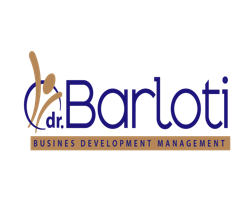 dr.Barloti
BUSINES DEVELOPMENT MANAGEMENT